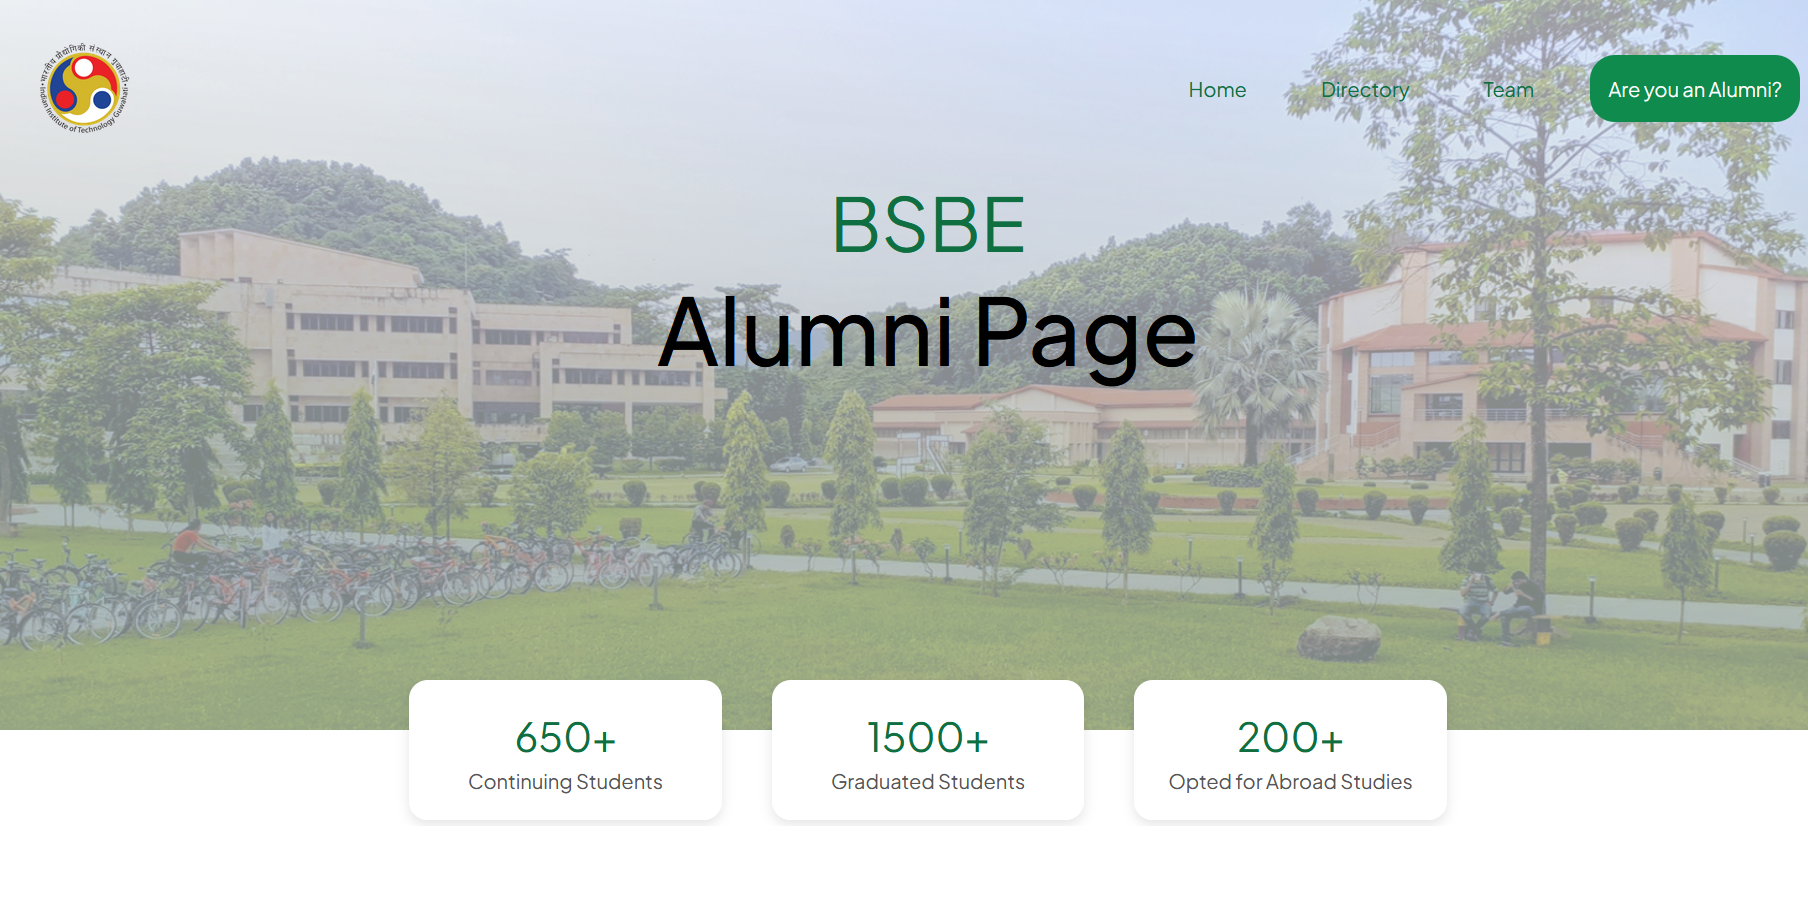 भारतीय प्रौद्योगिकी संस्थान गुवाहाटी
Indian Institute of Technology Guwahati
Home
Directory
Team
Are you an Alumni?
BSBE
Alumni Page
650+
Continuing Students
1500+
Graduated Students
200+
Opted for Abroad Studies